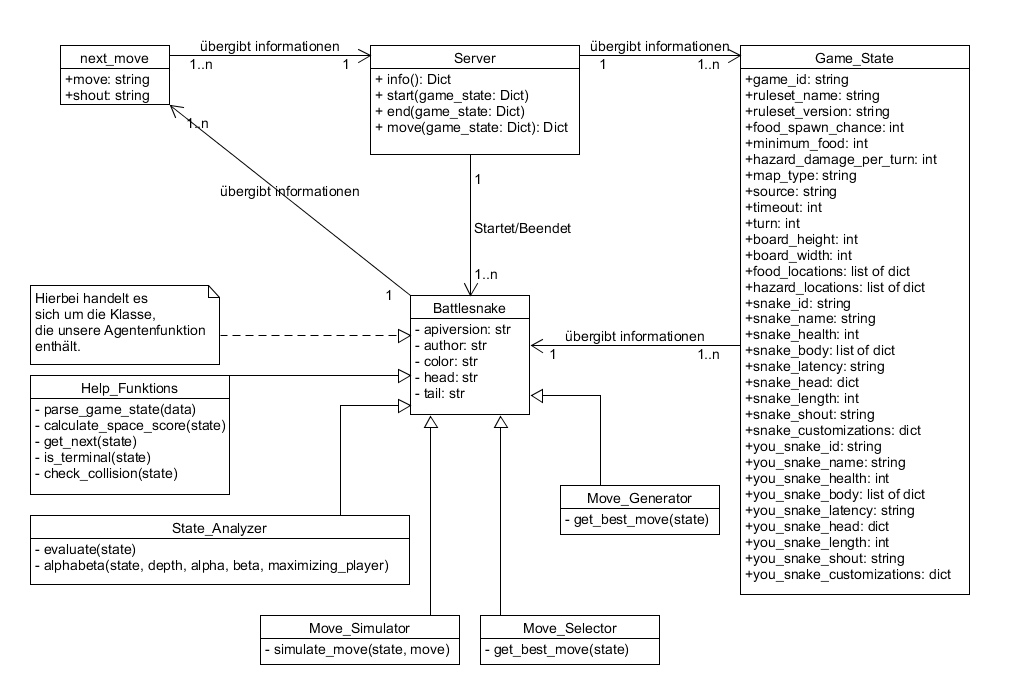 next_move
+move: string
+shout: string
übergibt informationen
1..n
1
Server
+ info(): Dict
+ start(game_state: Dict)
+ end(game_state: Dict)
+ move(game_state: Dict): Dict
übergibt informationen
1
1..n
Game_State
+game_id: string
+ruleset_name: string
+ruleset_version: string
+food_spawn_chance: int
+minimum_food: int
+hazard_damage_per_turn: int
+map_type: string
+source: string
+timeout: int
+turn: int
+board_height: int
+board_width: int
+food_locations: list of dict
+hazard_locations: list of dict
+snake_id: string
+snake_name: string
+snake_health: int
+snake_body: list of dict
+snake_latency: string
+snake_head: dict
+snake_length: int
+snake_shout: string
+snake_customizations: dict
+you_snake_id: string
+you_snake_name: string
+you_snake_health: int
+you_snake_body: list of dict
+you_snake_latency: string
+you_snake_head: dict
+you_snake_length: int
+you_snake_shout: string
+you_snake_customizations: dict
1..n
übergibt informationen
1
1
Startet/Beendet
1..n
Hierbei handelt es
sich um die Klasse,
die unsere Agentenfunktion
enthält.
Battlesnake
- apiversion: str
- author: str
- color: str
- head: str
- tail: str
übergibt informationen
1
1..n
Help_Funktions
- parse_game_state(data)
- calculate_space_score(state)
- get_next(state)
- is_terminal(state)
- check_collision(state)
State_Analyzer
- evaluate(state)
- alphabeta(state, depth, alpha, beta, maximizing_player)
Move_Generator
- get_best_move(state)
Move_Simulator
- simulate_move(state, move)
Move_Selector
- get_best_move(state)